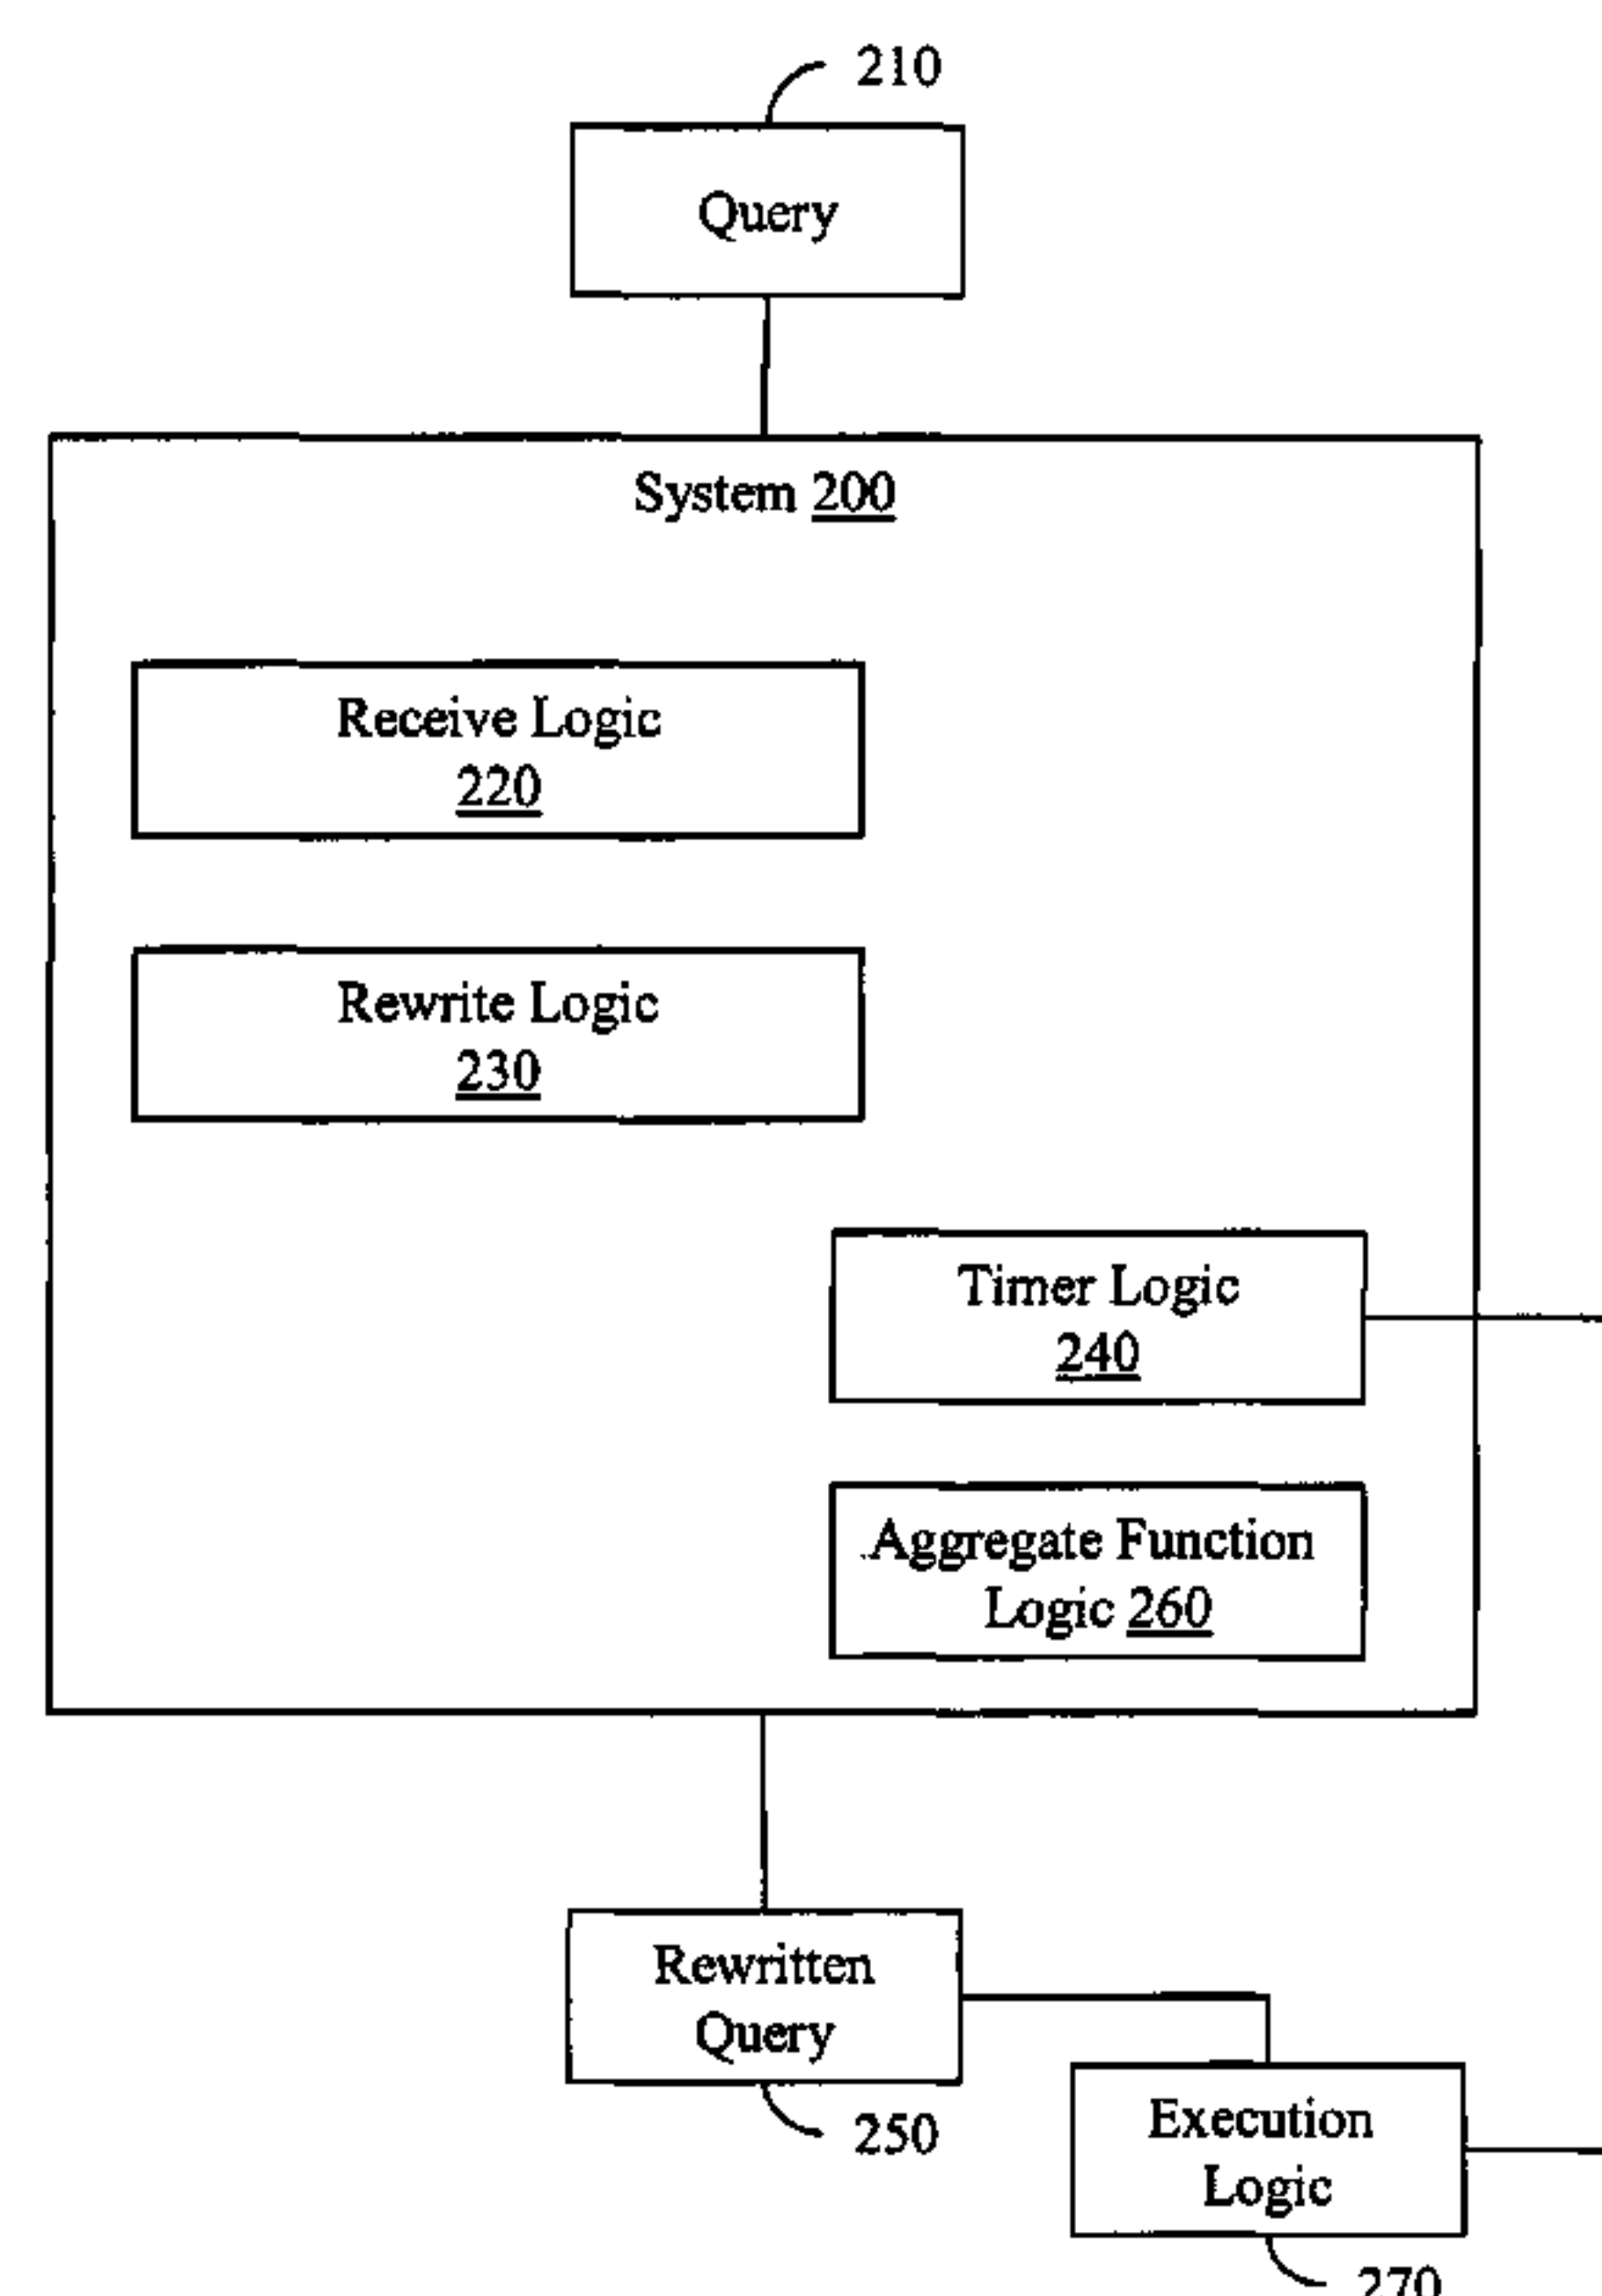 210
Query
System 200
Receive Logic
220
Rewrite Logic
230
Timer Logic
240
Aggregate Function
Logic 260
Rewritten
Query
250
Execution
Logic
270